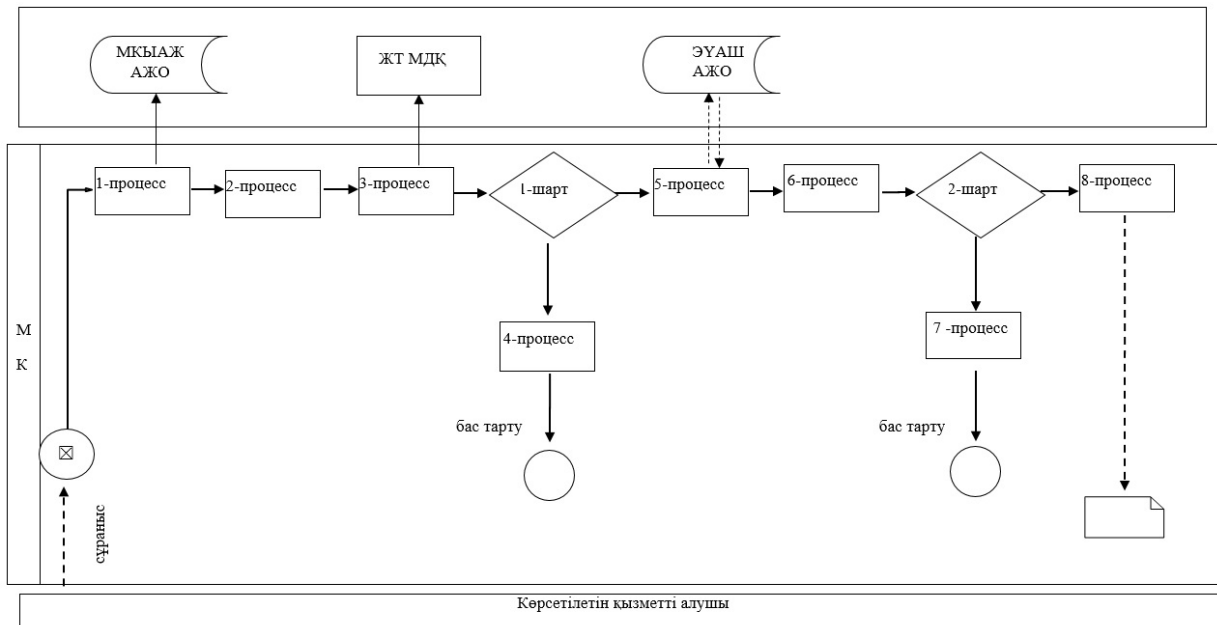 МКЫАЖ
АЖО
ЖТ МДҚ
ЭҮАШ
АЖО
1-процесс
2-процесс
3-процесс
1-шарт
5-процесс
6-процесс
2-шарт
8-процесс
М
К
4-процесс
7 -процесс
бас тарту
бас тарту
сұраныс
Көрсетілетін қызметті алушы